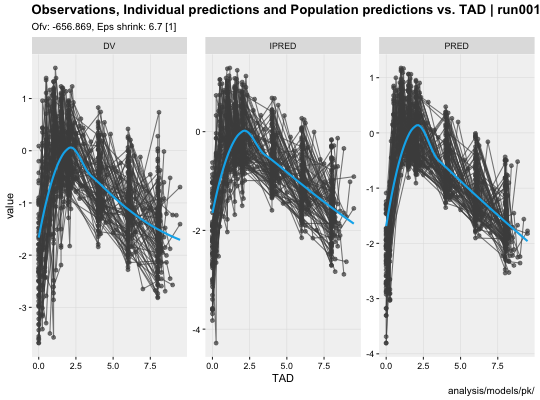 Observations, Individual predictions and Population predictions vs. TAD | run001
Ofv: -656.869, Eps shrink: 6.7 [1]
DV
IPRED
PRED
value
1
0
-1
-2
-3
0
-2
-4
1
0
-1
-2
-3
-4
0.0 2.5 5.0 7.5
0.0 2.5 5.0 7.5
0.0 2.5 5.0 7.5
TAD
analysis/models/pk/